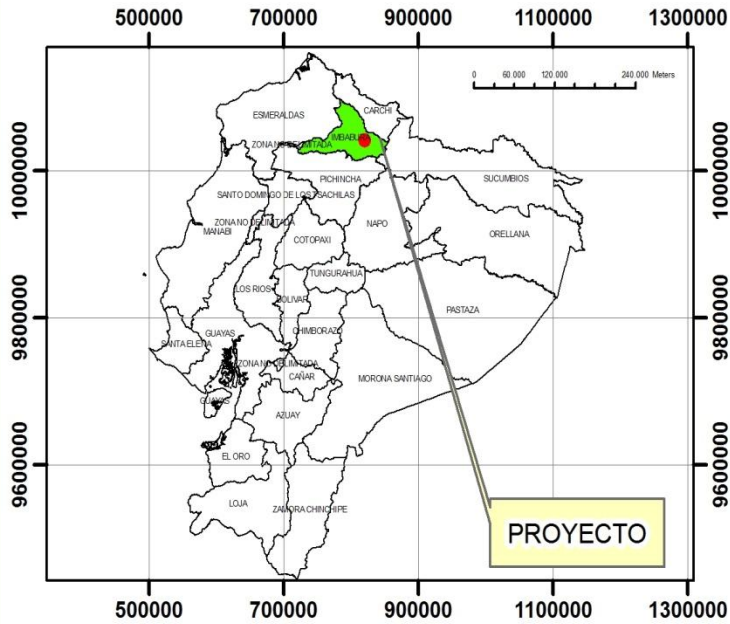 500000 700000 900000 1100000 1300000
0 60.000 120.000 240.000 Meters
CARCHI
ESMERALDAS
IMBABURA
ZONA NO DELIMITADA
10000000 10000000
PICHINCHA
SUCUMBIOS
SANTO DOMINGO DE LOS TSACHILAS
ZONA NO DELIMITADA
NAPO
MANABI
ORELLANA
COTOPAXI
TUNGURAHUA
LOS RIOS
BOLIVAR
PASTAZA
9800000 9800000
CHIMBORAZO
GUAYAS
SANTA ELENA
ZONA NO DELIMITADA
CAÑAR
MORONA SANTIAGO
GUAYAS
AZUAY
EL ORO
9600000 9600000
LOJA
ZAMORA CHINCHIPE
PROYECTO
500000 700000 900000 1100000 1300000